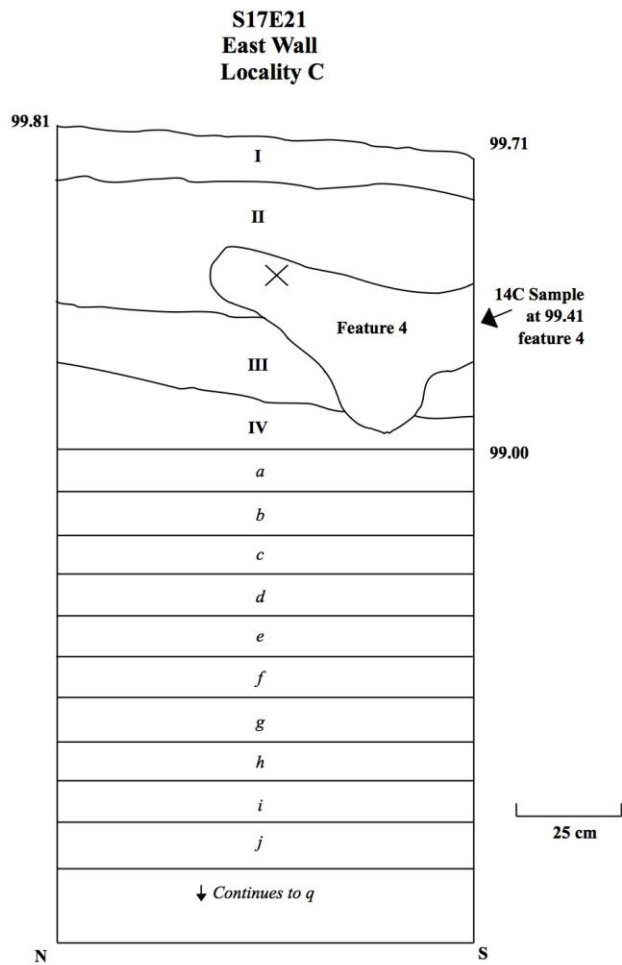 S17E21
East Wall
Locality C
99.81
99.71
I
II
14C Sample
at 99.41
feature 4
Feature 4
III
IV
99.00
a
b
c
d
e
f
g
h
i
j
25 cm
Continues to q
N
S